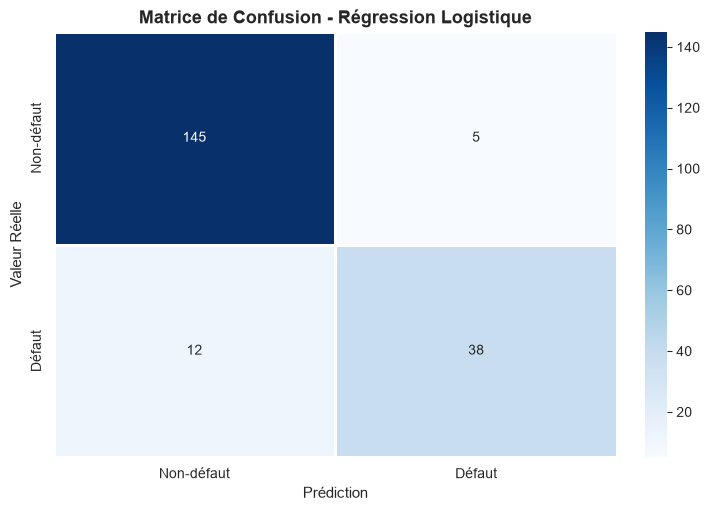 Matrice de Confusion - Régression Logistique
Valeur Réelle
Non-défaut
145
5
Défaut
12
38
Non-défaut
Défaut
Prédiction
140
120
100
80
60
40
20